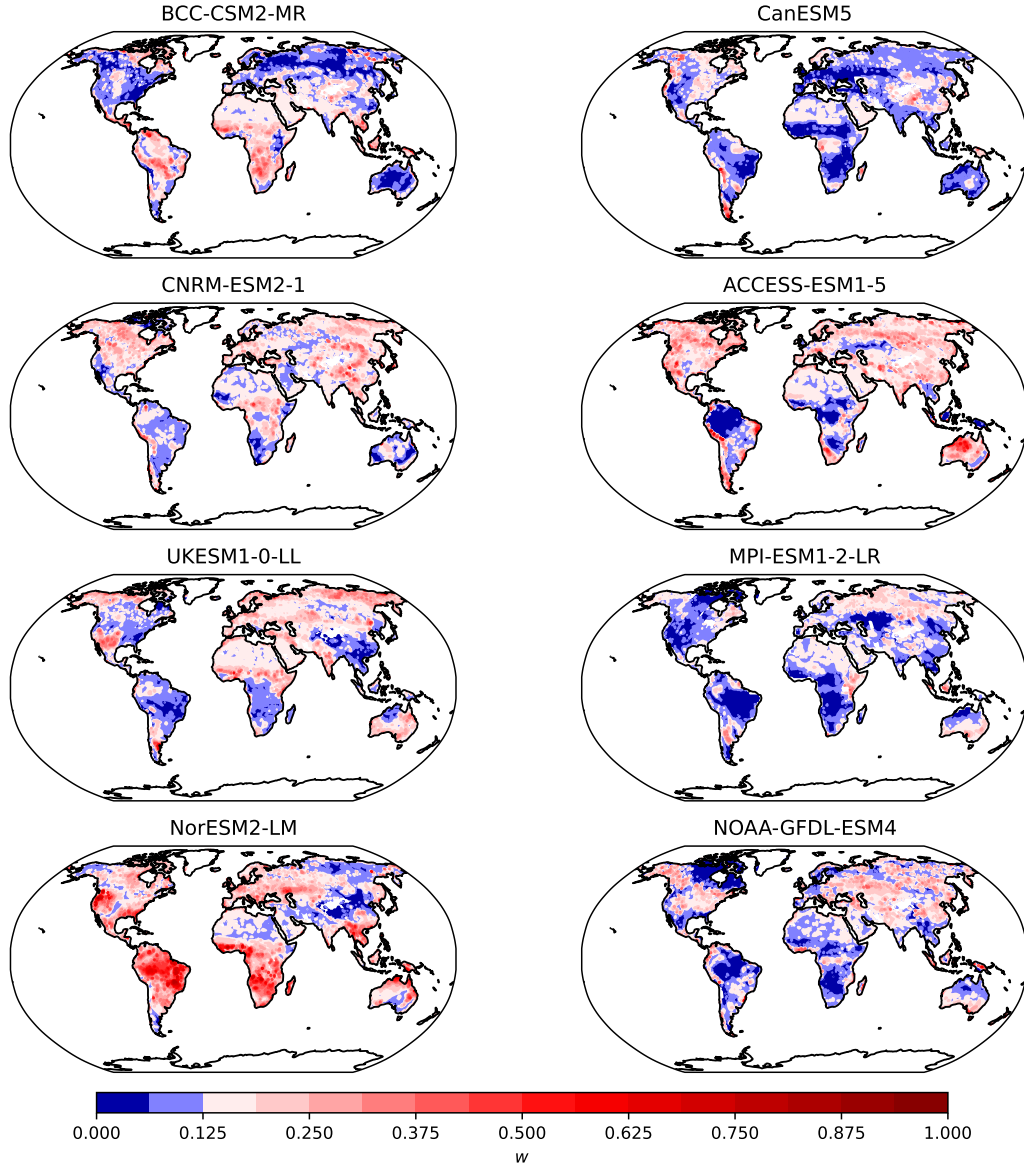 BCC-CSM2-MR
CanESM5
CNRM-ESM2-1
ACCESS-ESM1-5
UKESM1-0-LL
MPI-ESM1-2-LR
NorESM2-LM
NOAA-GFDL-ESM4
0.000 0.125 0.250 0.375 0.500 0.625 0.750 0.875 1.000
w